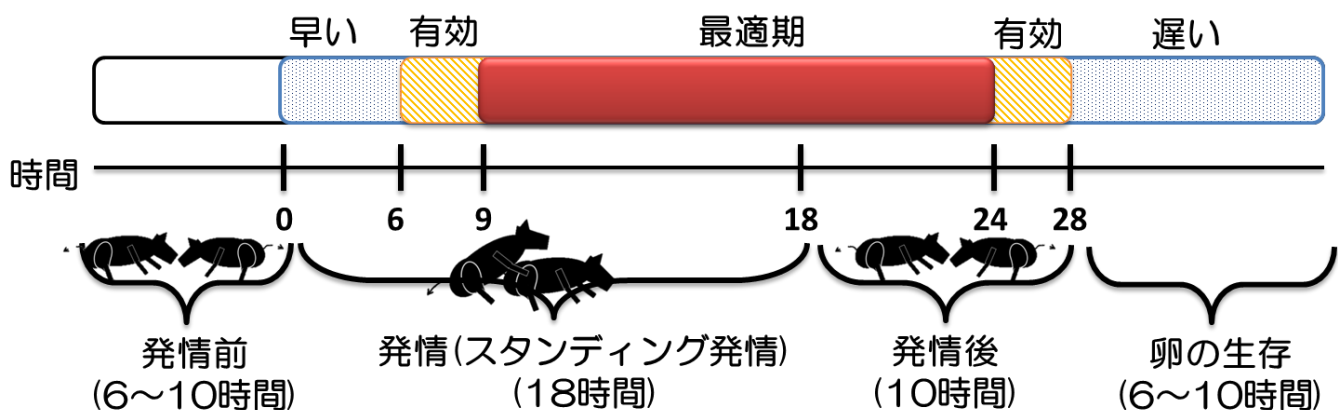 早い 有効 最適期 有効 遅い
時間
0 6 9 18 24 28
発情前 発情(スタンディング発情) 発情後 卵の生存
(6〜10時間) (18時間) (10時間) (6〜10時間)